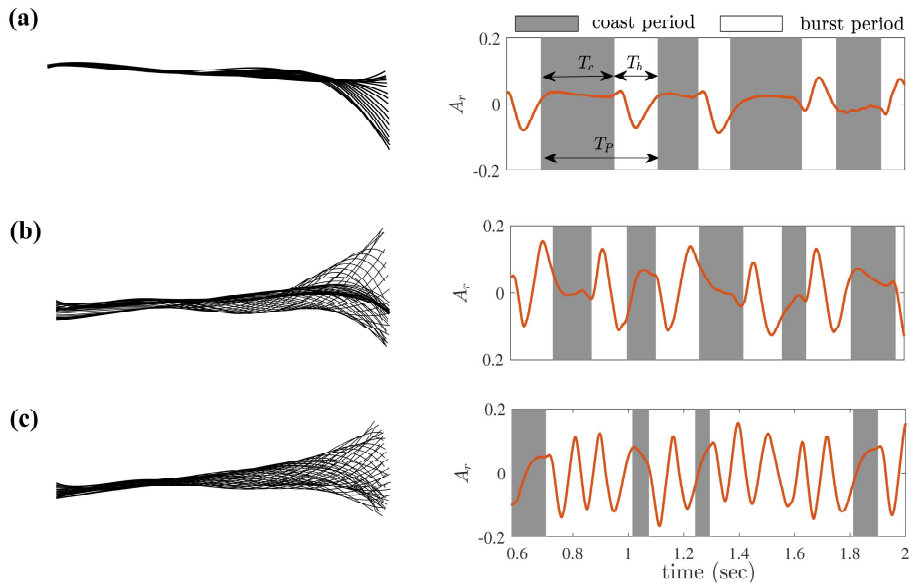 (a)
coast period burst period
0.2
A_r
0
-0.2
T_c T_b
T_P
(b)
0.2
A_r
0
0.2
(c)
0.2
A_r
0
-0.2
0.6 0.8 1 1.2 1.4 1.6 1.8 2
time (sec)